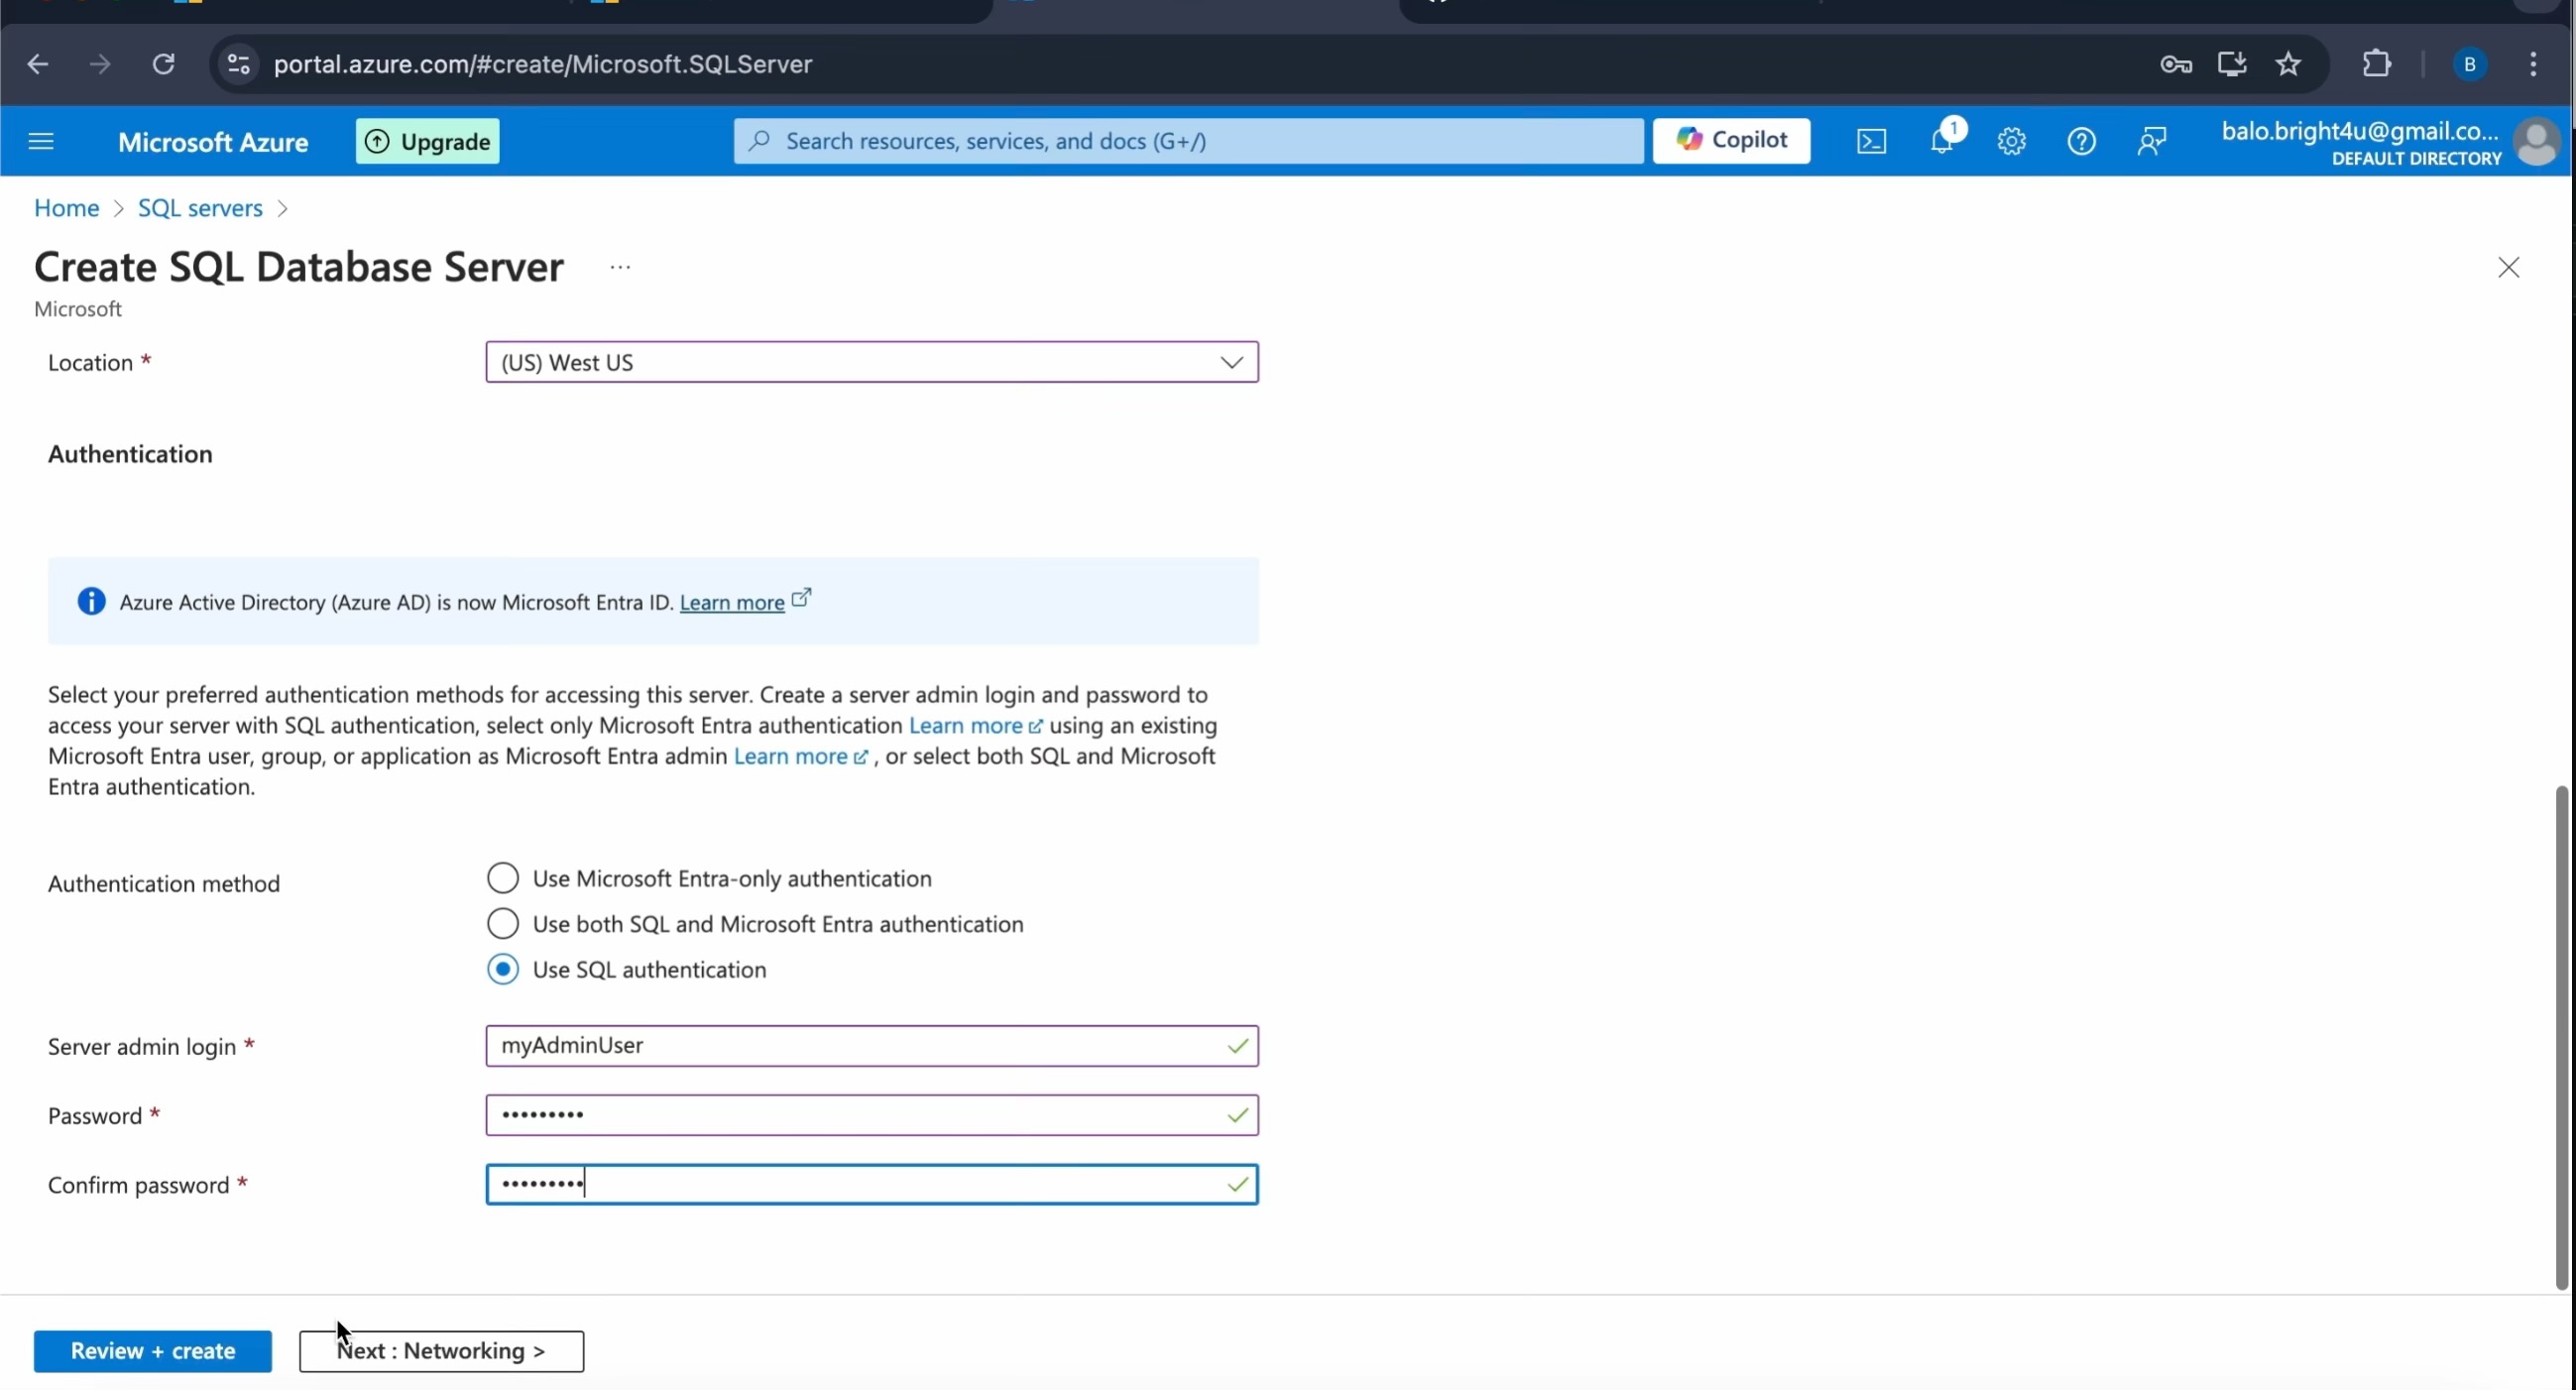 portal.azure.com/#create/Microsoft.SQLServer
B
Microsoft Azure
Upgrade
Search resources, services, and docs (G+/)
Copilot
1
balo.bright4u@gmail.co...
DEFAULT DIRECTORY
Home > SQL servers >
Create SQL Database Server ...
Microsoft
Location *
(US) West US
Authentication
Azure Active Directory (Azure AD) is now Microsoft Entra ID. Learn more
Select your preferred authentication methods for accessing this server. Create a server admin login and password to
access your server with SQL authentication, select only Microsoft Entra authentication Learn more using an existing
Microsoft Entra user, group, or application as Microsoft Entra admin Learn more , or select both SQL and Microsoft
Entra authentication.
Authentication method
Use Microsoft Entra-only authentication
Use both SQL and Microsoft Entra authentication
Use SQL authentication
Server admin login *
myAdminUser
Password *
•••••••••
Confirm password *
•••••••••
Review + create
Next : Networking >